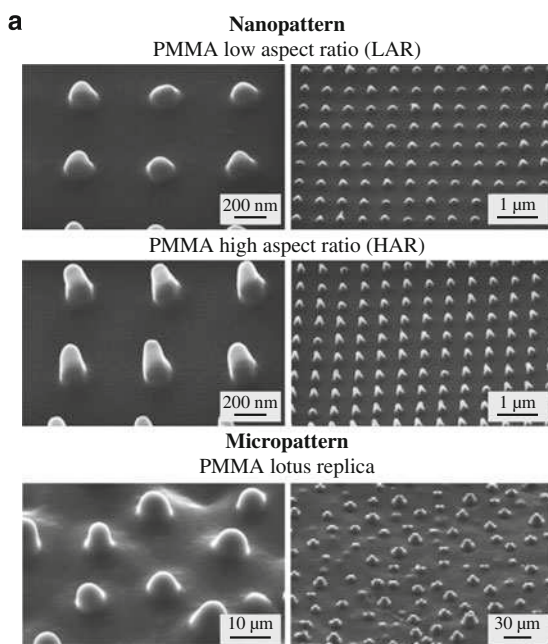 a
Nanopattern
PMMA low aspect ratio (LAR)
200 nm
1 µm
PMMA high aspect ratio (HAR)
200 nm
1 µm
Micropattern
PMMA lotus replica
10 µm
30 µm